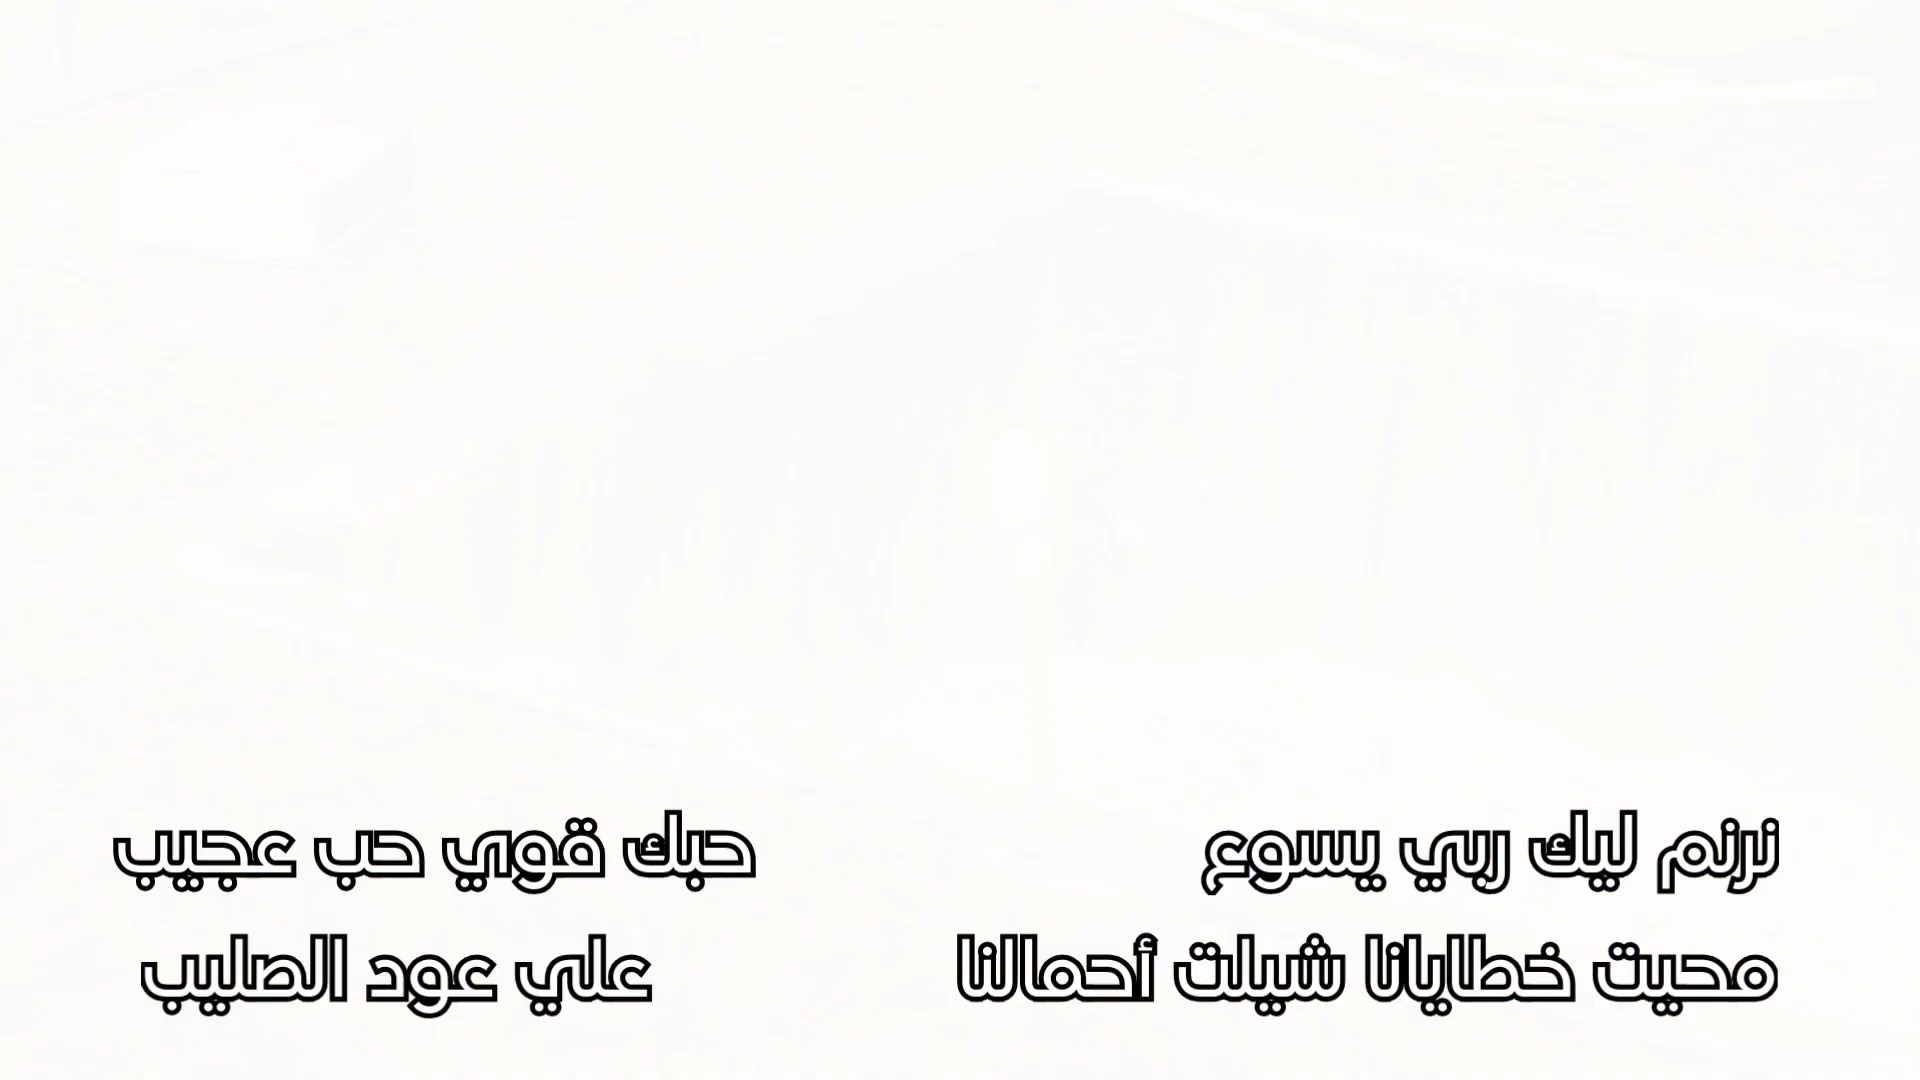 نرنم ليك ربي يسوع حبك قوي حب عجيب
محيت خطايانا شيلت أحمالنا علي عود الصليب